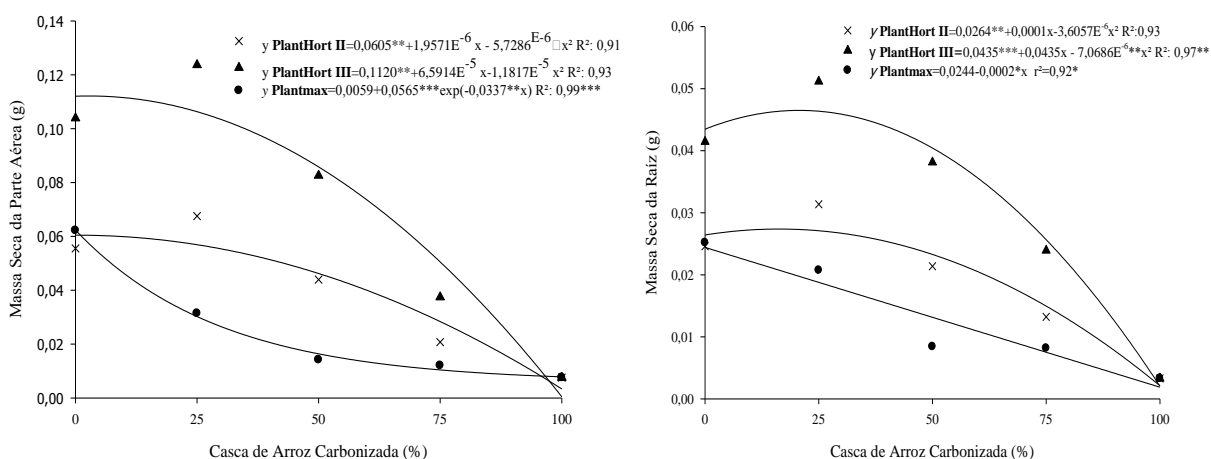 0,14
0,12
0,10
0,08
0,06
0,04
0,02
0,00
Massa Seca da Parte Aérea (g)
y PlantHort II=0,0605**+1,9571E⁻⁶ x - 5,7286E⁻⁶□x² R²: 0,91
y PlantHort III=0,1120**+6,5914E⁻⁵ x-1,1817E⁻⁵ x² R²: 0,93
y Plantmax=0,0059+0,0565***exp(-0,0337**x) R²: 0,99***
0 25 50 75 100
Casca de Arroz Carbonizada (%)
0,06
0,05
0,04
0,03
0,02
0,01
0,00
Massa Seca da Raíz (g)
y PlantHort II=0,0264**+0,0001x-3,6057E⁻⁶x² R²:0,93
y PlantHort III=0,0435***+0,0435x - 7,0686E⁻⁶**x² R²: 0,97**
y Plantmax=0,0244-0,0002*x r²=0,92*
0 25 50 75 100
Casca de Arroz Carbonizada (%)